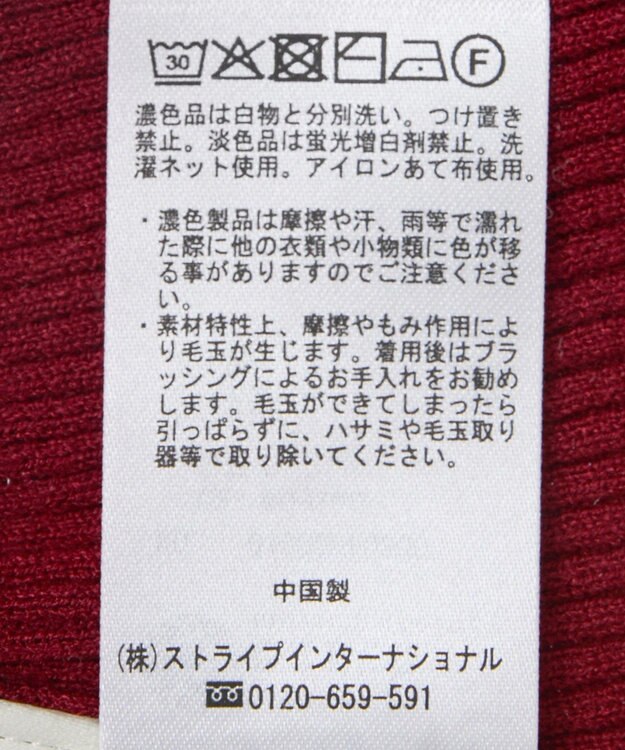 30 F
濃色品は白物と分別洗い。つけ置き
禁止。淡色品は蛍光増白剤禁止。洗
濯ネット使用。アイロンあて布使用。
・濃色製品は摩擦や汗、雨等で濡れ
た際に他の衣類や小物類に色が移
る事がありますのでご注意くださ
い。
・素材特性上、摩擦やもみ作用によ
り毛玉が生じます。着用後はブラ
ッシングによるお手入れをお勧め
します。毛玉ができてしまったら
引っぱらずに、ハサミや毛玉取り
器等で取り除いてください。
中国製
(株)ストライプインターナショナル
0120-659-591